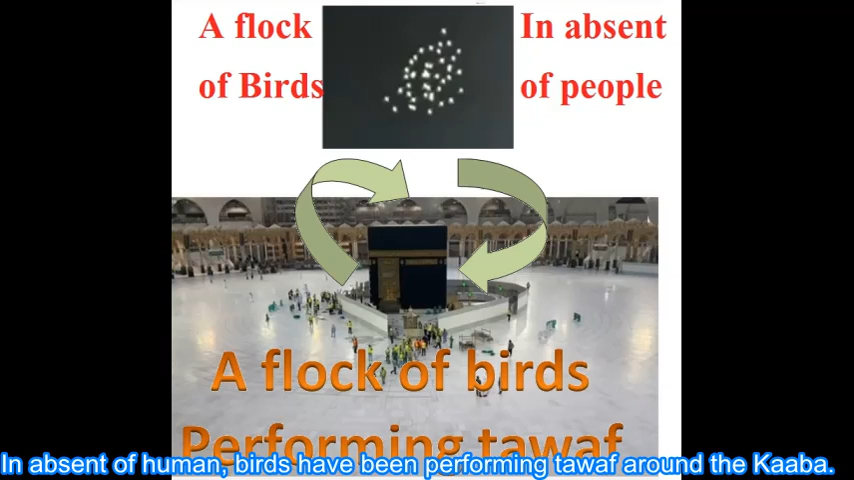 A flock
of Birds
In absent
of people
A flock of birds
Performing tawaf
In absent of human, birds have been performing tawaf around the Kaaba.